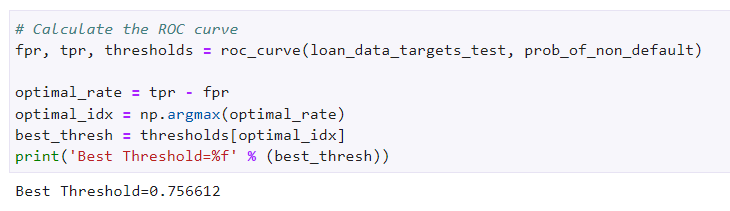 # Calculate the ROC curve
fpr, tpr, thresholds = roc_curve(loan_data_targets_test, prob_of_non_default)
optimal_rate = tpr - fpr
optimal_idx = np.argmax(optimal_rate)
best_thresh = thresholds[optimal_idx]
print('Best Threshold=%f' % (best_thresh))
Best Threshold=0.756612